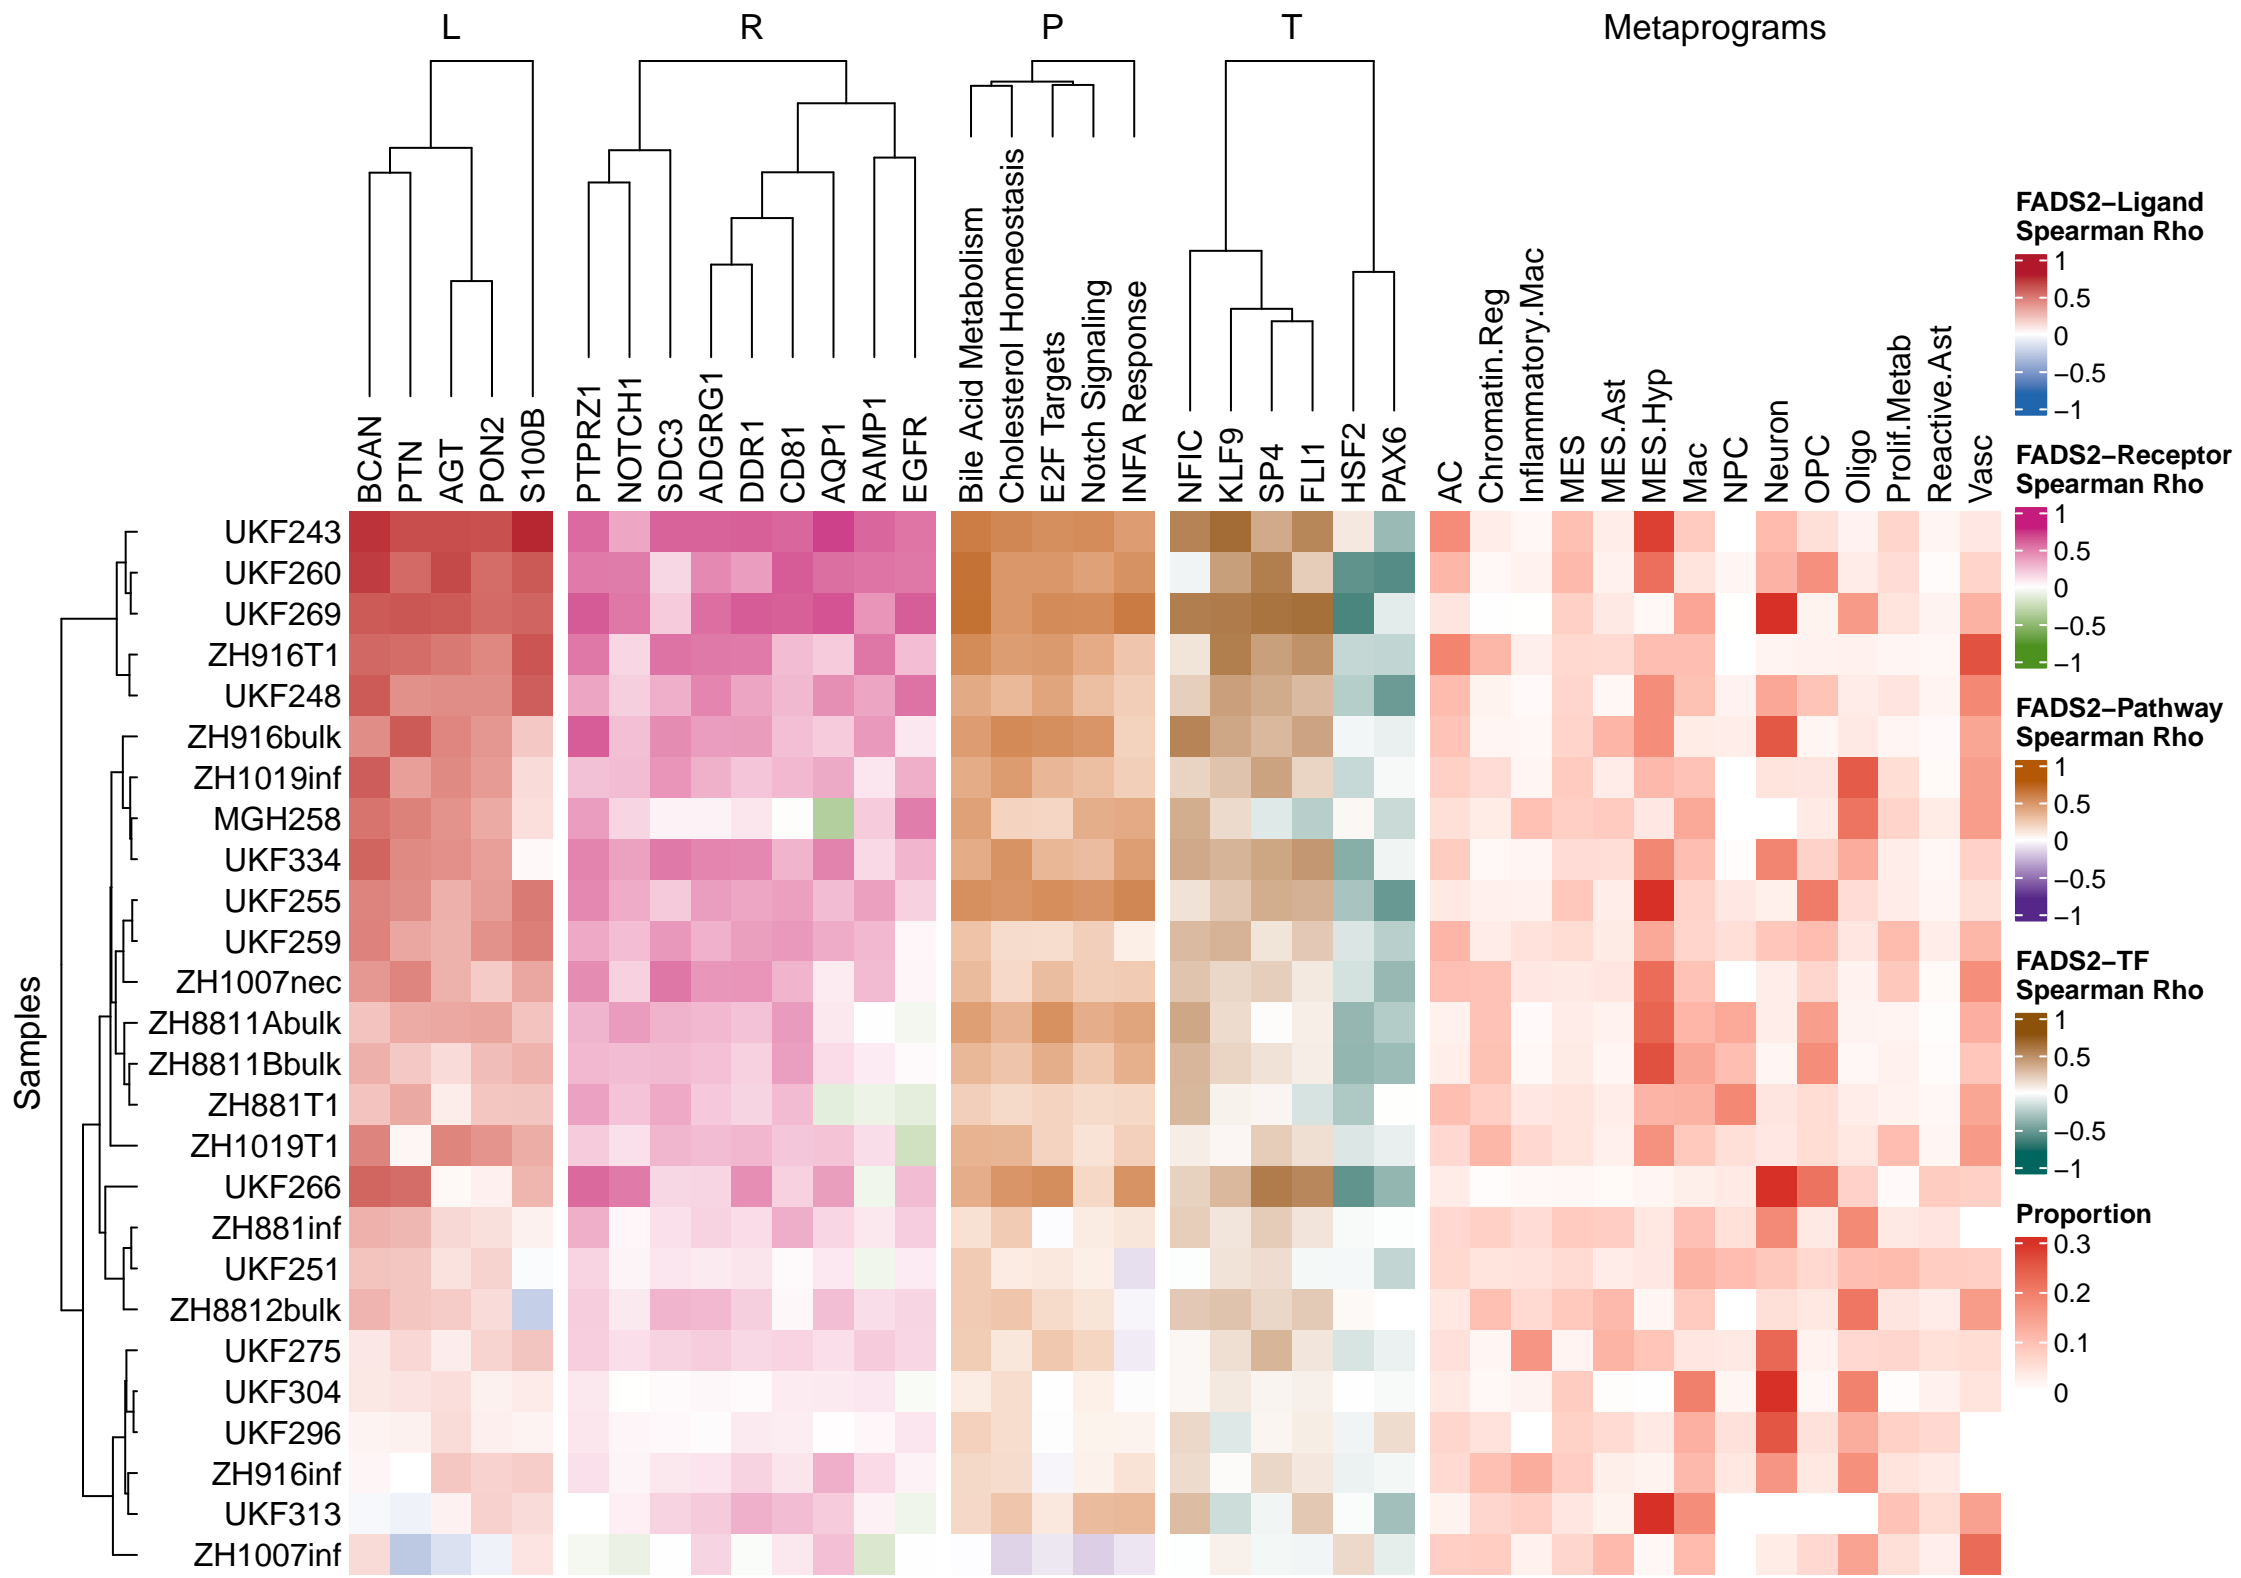 L
R
P
T
Metaprograms
BCAN
PTN
AGT
PON2
S100B
PTPRZ1
NOTCH1
SDC3
ADGRG1
DDR1
CD81
AQP1
RAMP1
EGFR
Bile Acid Metabolism
Cholesterol Homeostasis
E2F Targets
Notch Signaling
INFA Response
NFIC
KLF9
SP4
FLI1
HSF2
PAX6
AC
Chromatin.Reg
Inflammatory.Mac
MES
MES.Ast
MES.Hyp
Mac
NPC
Neuron
OPC
Oligo
Prolif.Metab
Reactive.Ast
Vasc
Samples
UKF243
UKF260
UKF269
ZH916T1
UKF248
ZH916bulk
ZH1019inf
MGH258
UKF334
UKF255
UKF259
ZH1007nec
ZH8811Abulk
ZH8811Bbulk
ZH881T1
ZH1019T1
UKF266
ZH881inf
UKF251
ZH8812bulk
UKF275
UKF304
UKF296
ZH916inf
UKF313
ZH1007inf
FADS2−Ligand
Spearman Rho
1
0.5
0
−0.5
−1
FADS2−Receptor
Spearman Rho
1
0.5
0
−0.5
−1
FADS2−Pathway
Spearman Rho
1
0.5
0
−0.5
−1
FADS2−TF
Spearman Rho
1
0.5
0
−0.5
−1
Proportion
0.3
0.2
0.1
0